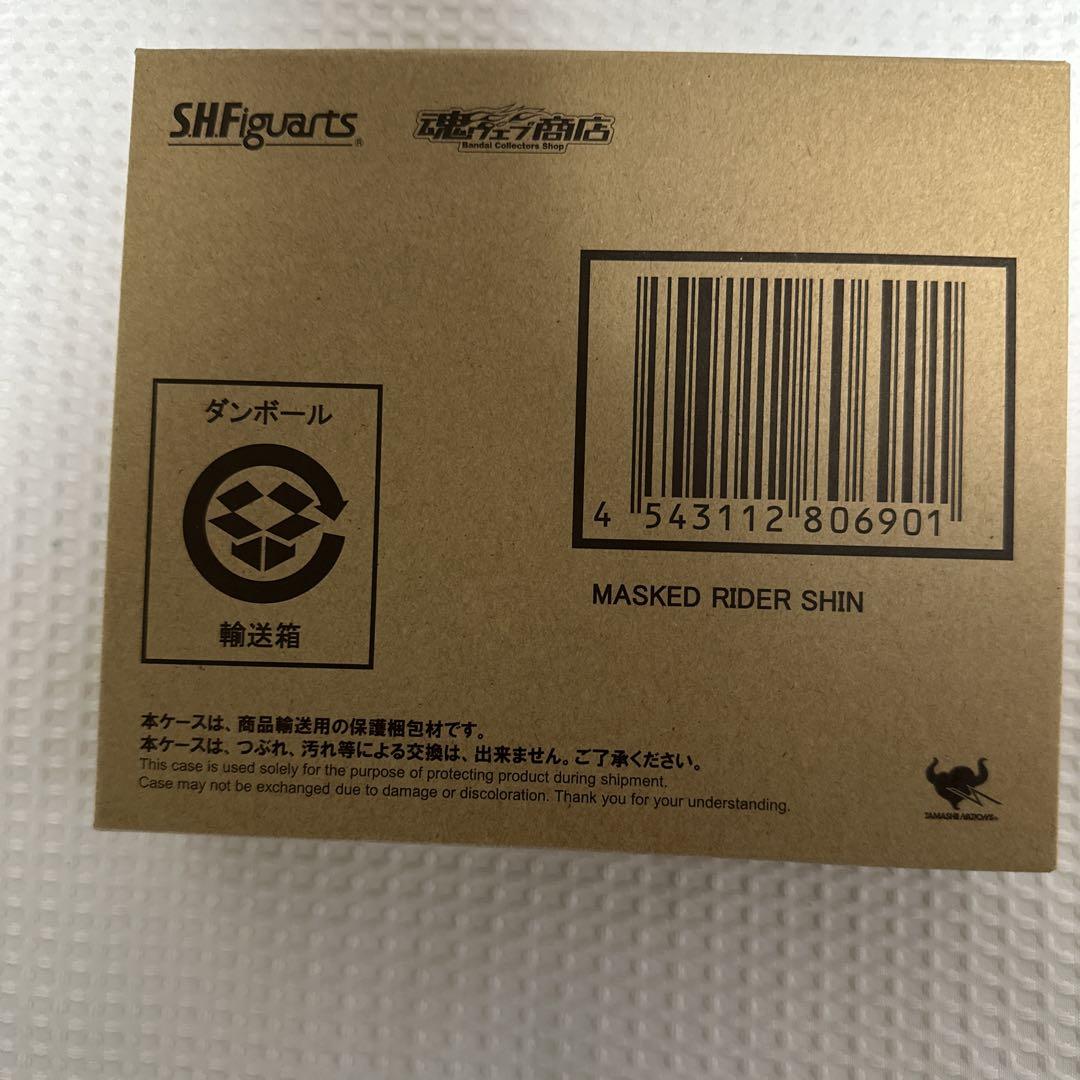 S.H.Figuarts®
魂ウェブ商店
Bandai Collectors Shop
4 543112 806901
MASKED RIDER SHIN
ダンボール
輸送箱
本ケースは、商品輸送用の保護梱包材です。
本ケースは、つぶれ、汚れ等による交換は、出来ません。ご了承ください。
This case is used solely for the purpose of protecting product during shipment.
Case may not be exchanged due to damage or discoloration. Thank you for your understanding.
TAMASHII NATIONS